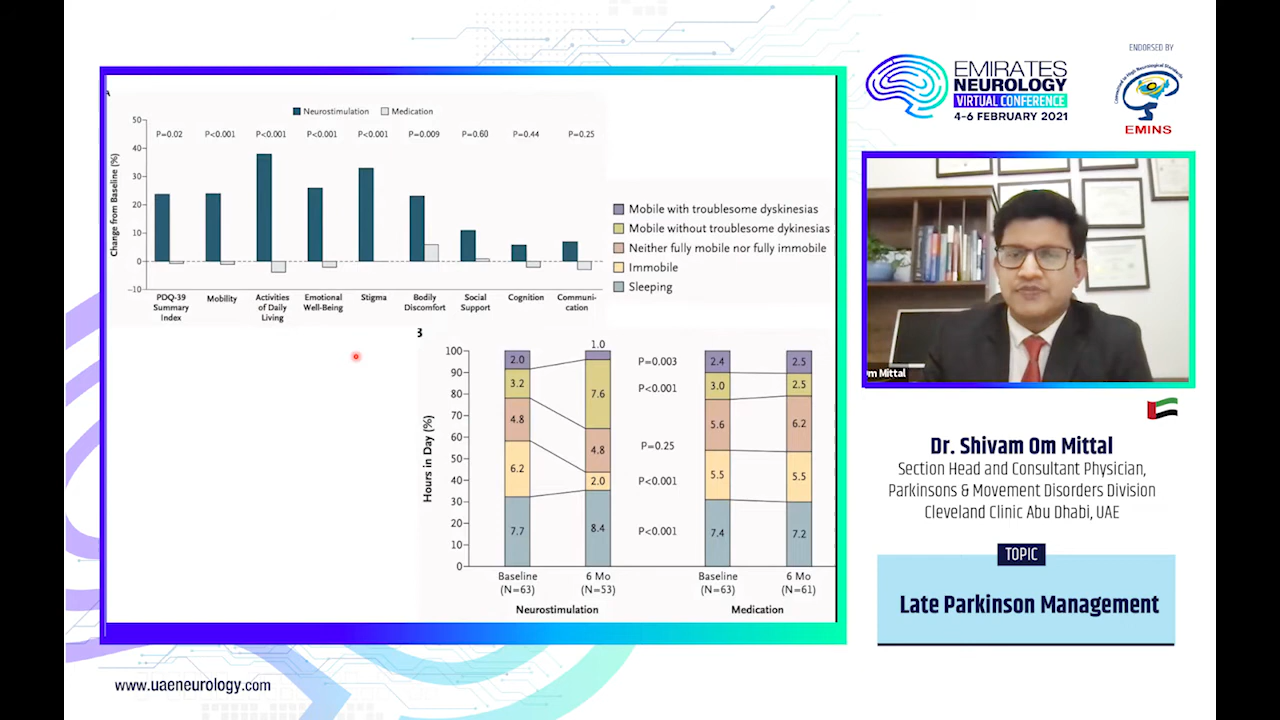 Neurostimulation
Medication
50
40
30
20
10
0
−10
Change from Baseline (%)
P=0.02
P<0.001
P<0.001
P<0.001
P<0.001
P=0.009
P=0.60
P=0.44
P=0.25
PDQ-39
Summary
Index
Mobility
Activities
of Daily
Living
Emotional
Well-Being
Stigma
Bodily
Discomfort
Social
Support
Cognition
Communi-
cation
Mobile with troublesome dyskinesias
Mobile without troublesome dykinesias
Neither fully mobile nor fully immobile
Immobile
Sleeping
100
90
80
70
60
50
40
30
20
10
0
Hours in Day (%)
2.0
3.2
4.8
6.2
7.7
1.0
7.6
4.8
2.0
8.4
P=0.003
P<0.001
P=0.25
P<0.001
P<0.001
2.4
3.0
5.6
5.5
7.4
2.5
2.5
6.2
5.5
7.2
Baseline
(N=63)
6 Mo
(N=53)
Baseline
(N=63)
6 Mo
(N=61)
Neurostimulation
Medication
www.uaeneurology.com
EMIRATES
NEUROLOGY
VIRTUAL CONFERENCE
4-6 FEBRUARY 2021
ENDORSED BY
EMINS
m Mittal
Dr. Shivam Om Mittal
Section Head and Consultant Physician,
Parkinsons & Movement Disorders Division
Cleveland Clinic Abu Dhabi, UAE
TOPIC
Late Parkinson Management